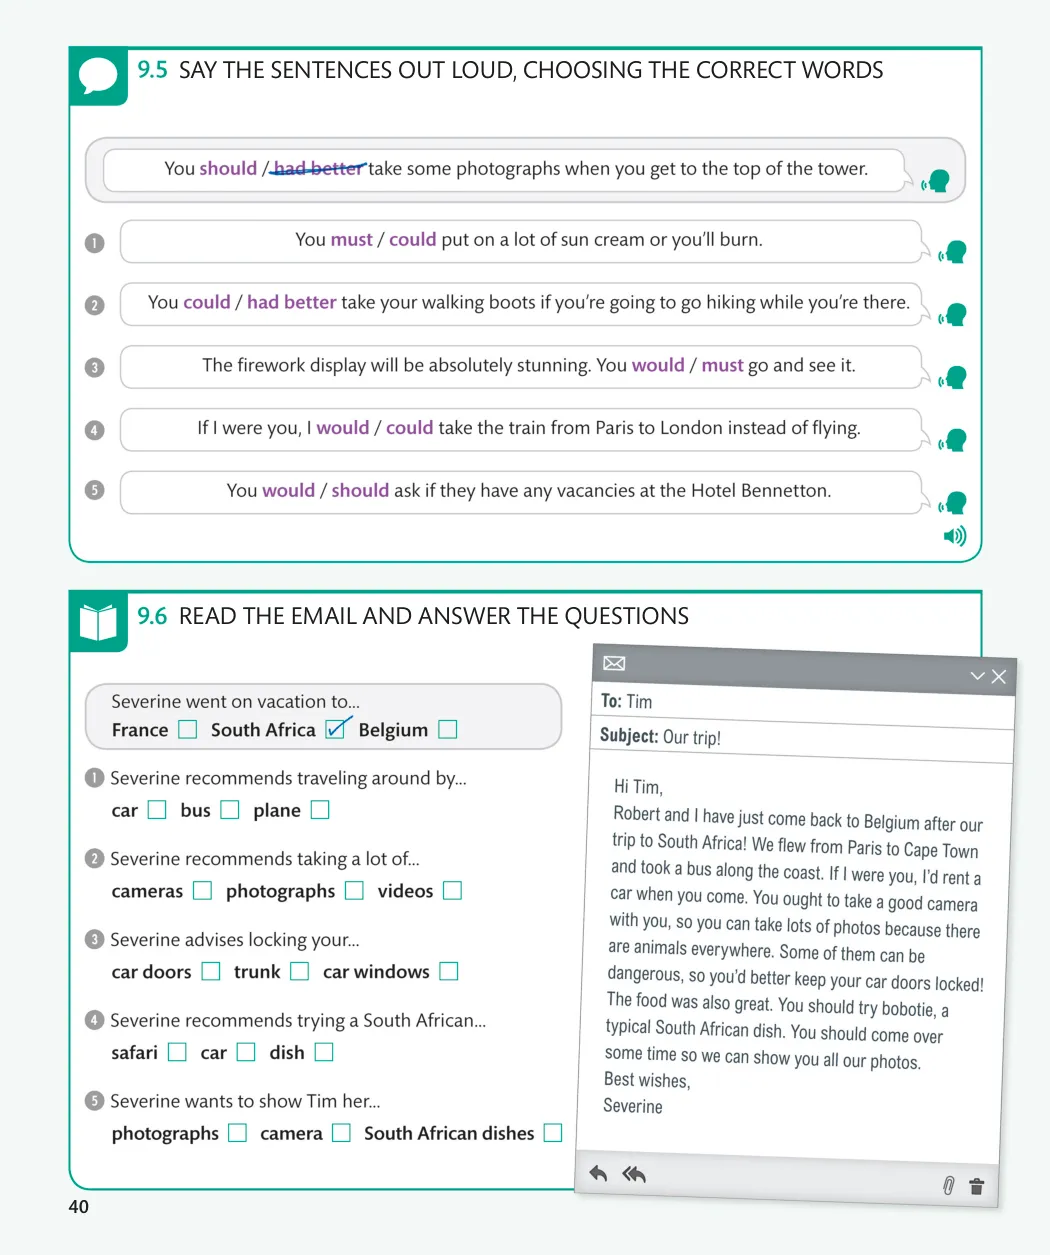 9.5 SAY THE SENTENCES OUT LOUD, CHOOSING THE CORRECT WORDS
You should / had better take some photographs when you get to the top of the tower.
1 You must / could put on a lot of sun cream or you’ll burn.
2 You could / had better take your walking boots if you’re going to go hiking while you’re there.
3 The firework display will be absolutely stunning. You would / must go and see it.
4 If I were you, I would / could take the train from Paris to London instead of flying.
5 You would / should ask if they have any vacancies at the Hotel Bennetton.
9.6 READ THE EMAIL AND ANSWER THE QUESTIONS
Severine went on vacation to...
France South Africa Belgium
1 Severine recommends traveling around by...
car bus plane
2 Severine recommends taking a lot of...
cameras photographs videos
3 Severine advises locking your...
car doors trunk car windows
4 Severine recommends trying a South African...
safari car dish
5 Severine wants to show Tim her...
photographs camera South African dishes
To: Tim
Subject: Our trip!
Hi Tim,
Robert and I have just come back to Belgium after our
trip to South Africa! We flew from Paris to Cape Town
and took a bus along the coast. If I were you, I’d rent a
car when you come. You ought to take a good camera
with you, so you can take lots of photos because there
are animals everywhere. Some of them can be
dangerous, so you’d better keep your car doors locked!
The food was also great. You should try bobotie, a
typical South African dish. You should come over
some time so we can show you all our photos.
Best wishes,
Severine
40